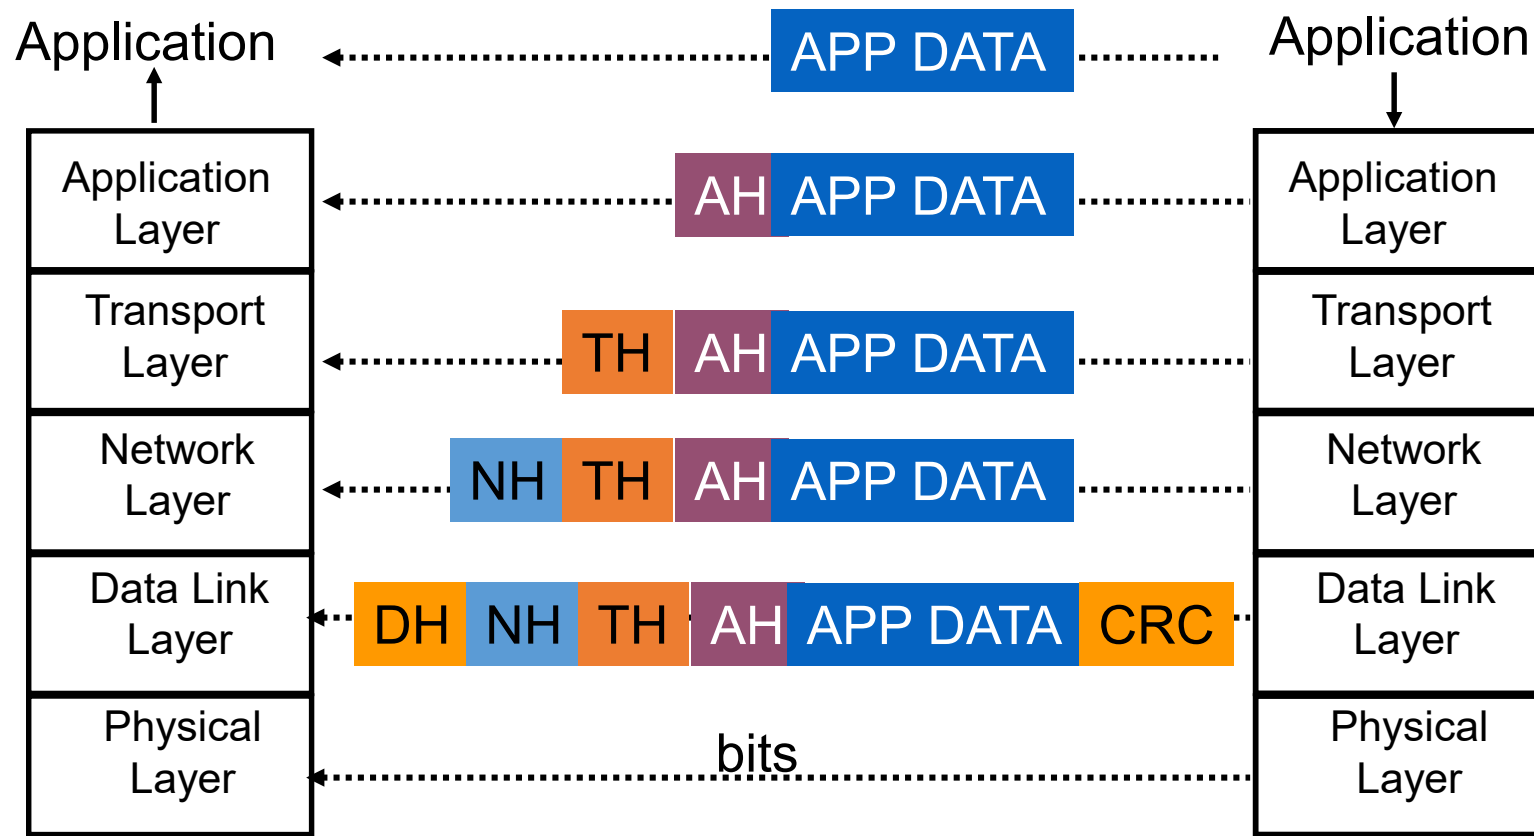 Application
APP DATA
Application
Application
Layer
AH APP DATA
Application
Layer
Transport
Layer
TH AH APP DATA
Transport
Layer
Network
Layer
NH TH AH APP DATA
Network
Layer
Data Link
Layer
DH NH TH AH APP DATA CRC
Data Link
Layer
Physical
Layer
bits
Physical
Layer